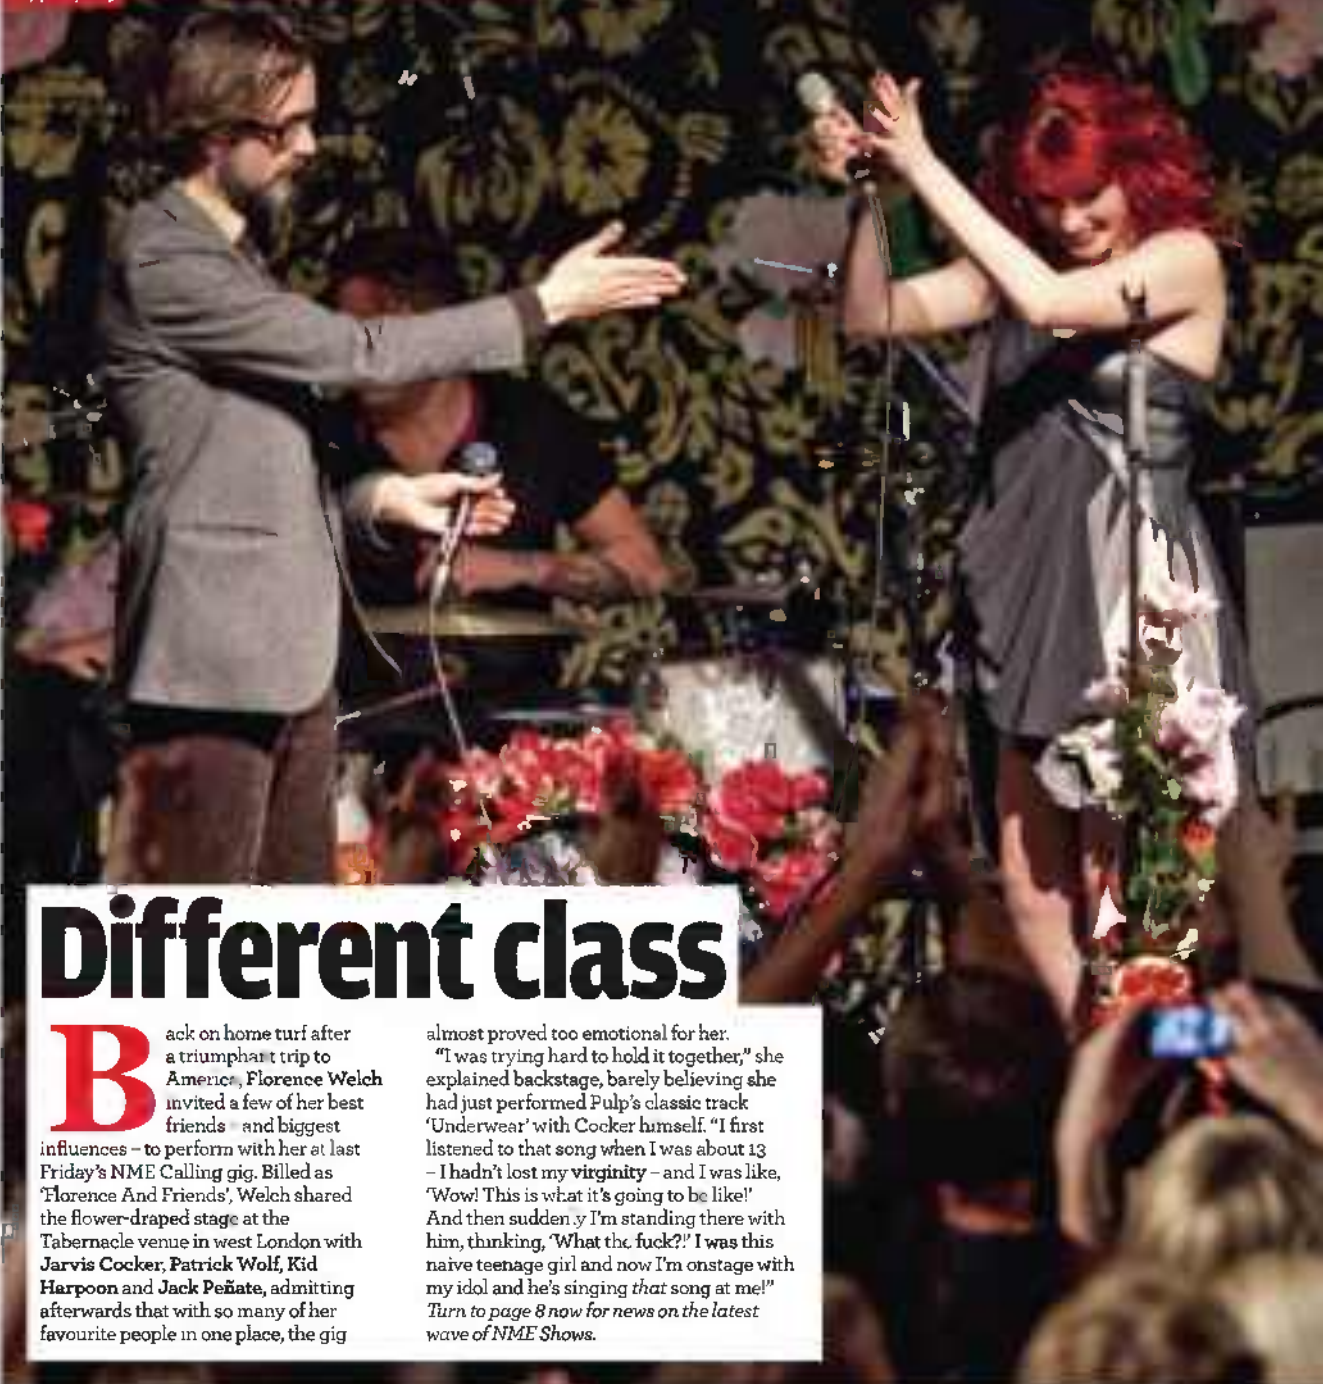 Different class
Back on home turf after
a triumphant trip to
America, Florence Welch
invited a few of her best
friends – and biggest
influences – to perform with her at last
Friday's NME Calling gig. Billed as
'Florence And Friends', Welch shared
the flower-draped stage at the
Tabernacle venue in west London with
Jarvis Cocker, Patrick Wolf, Kid
Harpoon and Jack Peñate, admitting
afterwards that with so many of her
favourite people in one place, the gig
almost proved too emotional for her.
"I was trying hard to hold it together," she
explained backstage, barely believing she
had just performed Pulp's classic track
'Underwear' with Cocker himself. "I first
listened to that song when I was about 13
– I hadn't lost my virginity – and I was like,
'Wow! This is what it's going to be like!'
And then suddenly I'm standing there with
him, thinking, 'What the fuck?!' I was this
naive teenage girl and now I'm onstage with
my idol and he's singing that song at me!"
Turn to page 8 now for news on the latest
wave of NME Shows.